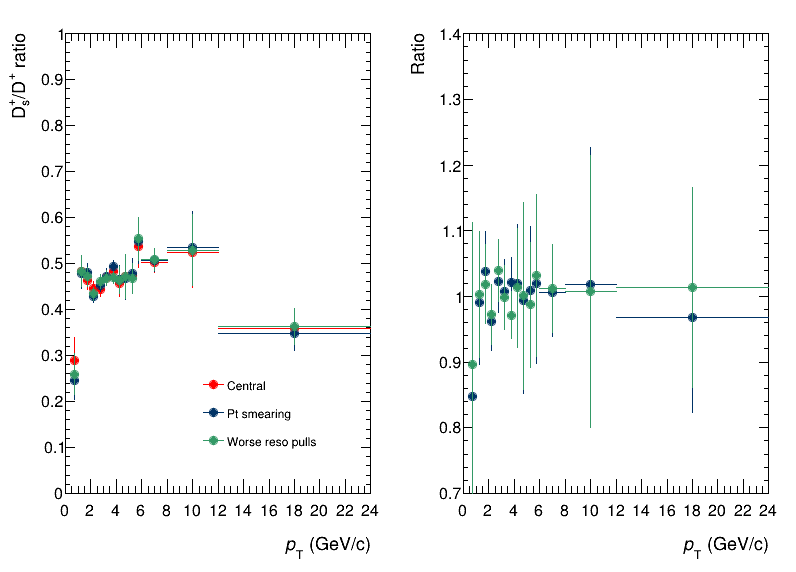 D_s^+/D^+ ratio
1
0.9
0.8
0.7
0.6
0.5
0.4
0.3
0.2
0.1
0
Central
Pt smearing
Worse reso pulls
0 2 4 6 8 10 12 14 16 18 20 22 24
p_T (GeV/c)
Ratio
1.4
1.3
1.2
1.1
1
0.9
0.8
0.7
0 2 4 6 8 10 12 14 16 18 20 22 24
p_T (GeV/c)